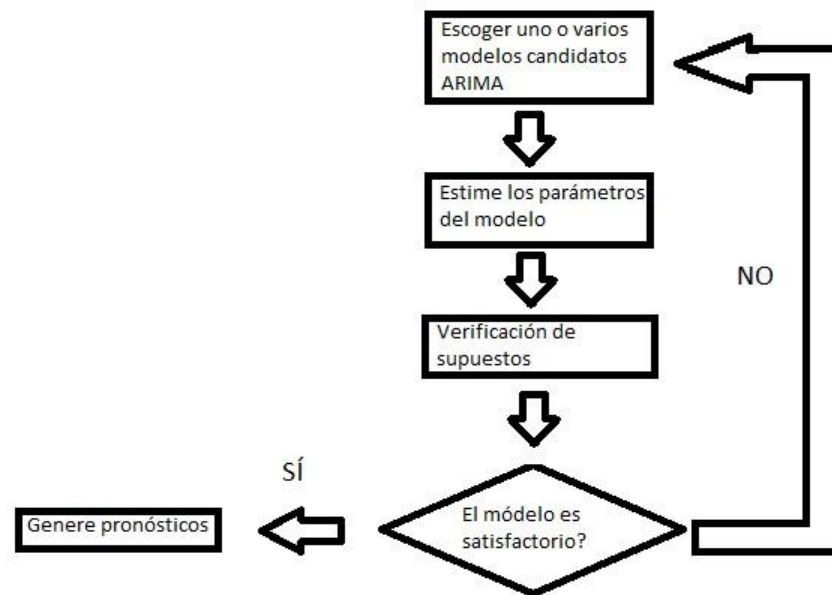 Escoger uno o varios
modelos candidatos
ARIMA
Estime los parámetros
del modelo
NO
Verificación de
supuestos
SÍ
El módelo es
satisfactorio?
Genere pronósticos